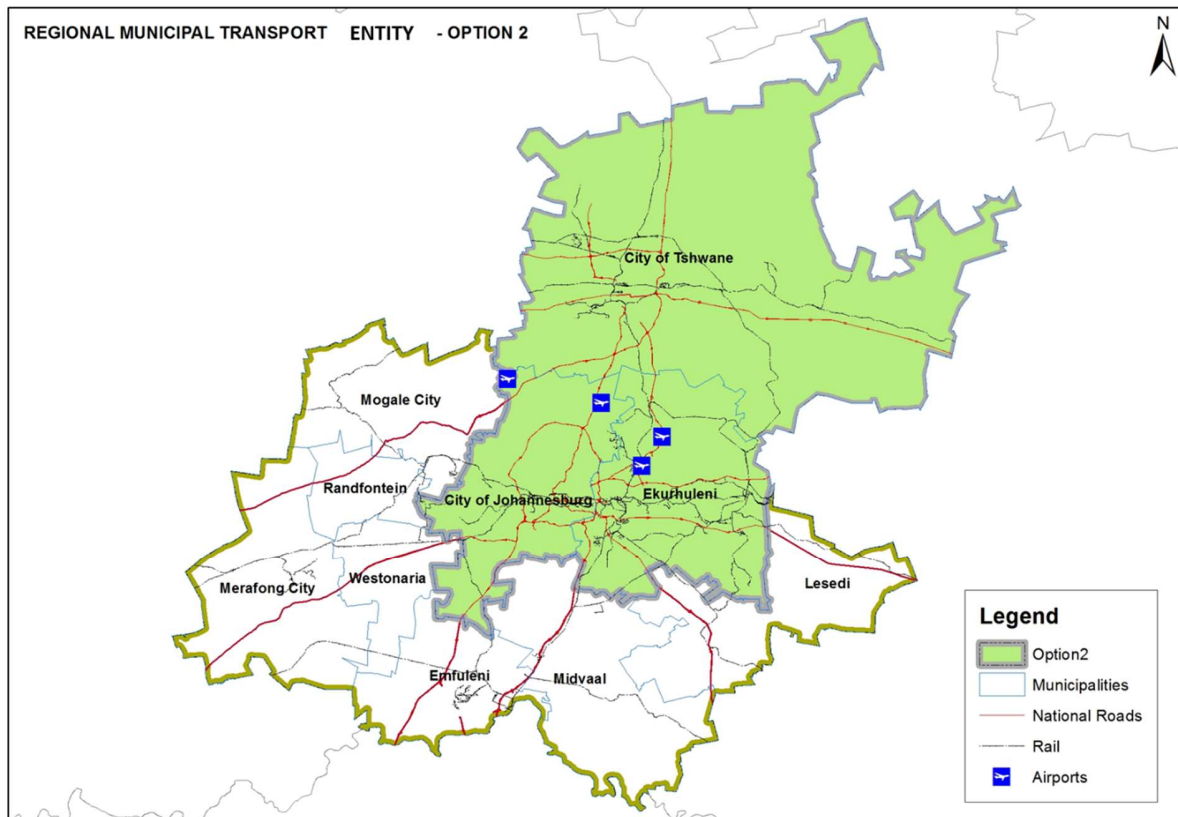 REGIONAL MUNICIPAL TRANSPORT ENTITY - OPTION 2
N
City of Tshwane
Mogale City
Randfontein
City of Johannesburg
Ekurhuleni
Merafong City
Westonaria
Lesedi
Emfuleni
Midvaal
Legend
Option2
Municipalities
National Roads
Rail
Airports